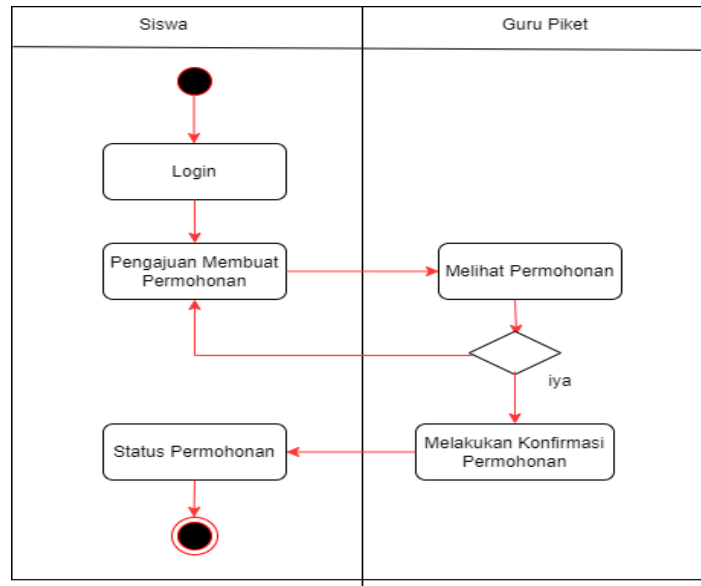 Siswa
Guru Piket
Login
Pengajuan Membuat
Permohonan
Melihat Permohonan
iya
Status Permohonan
Melakukan Konfirmasi
Permohonan